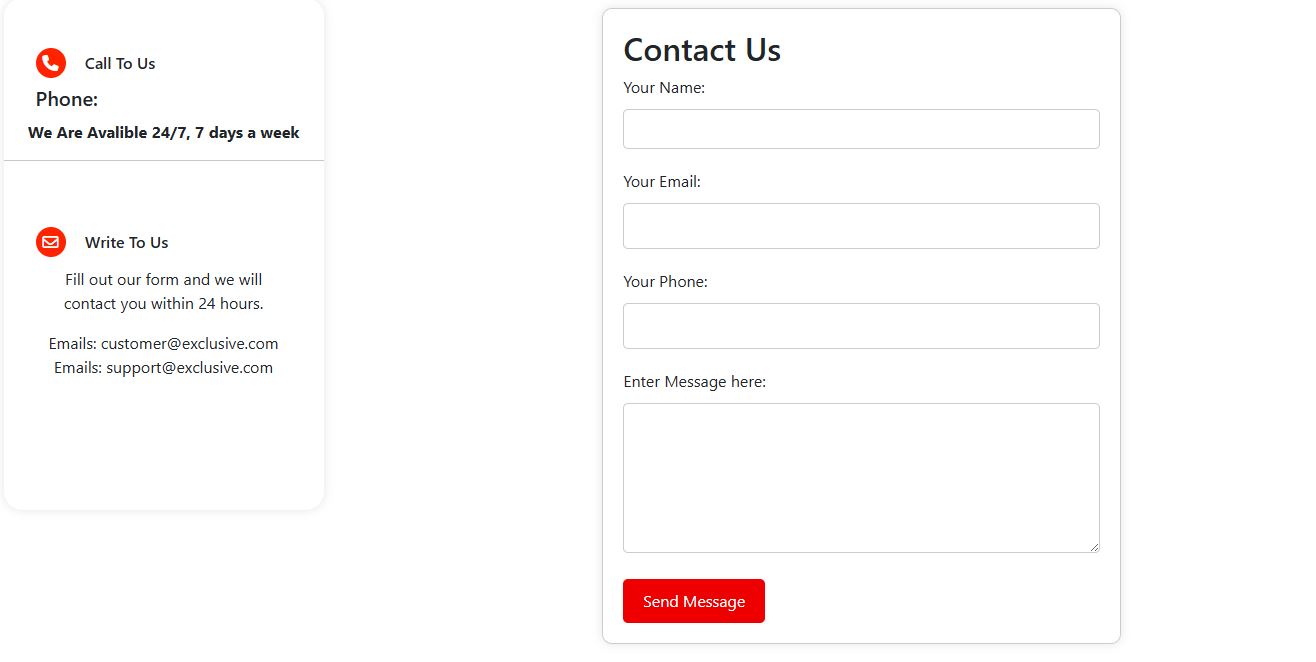 Call To Us
Phone:
We Are Avalible 24/7, 7 days a week
Write To Us
Fill out our form and we will
contact you within 24 hours.
Emails: customer@exclusive.com
Emails: support@exclusive.com
Contact Us
Your Name:
Your Email:
Your Phone:
Enter Message here:
Send Message